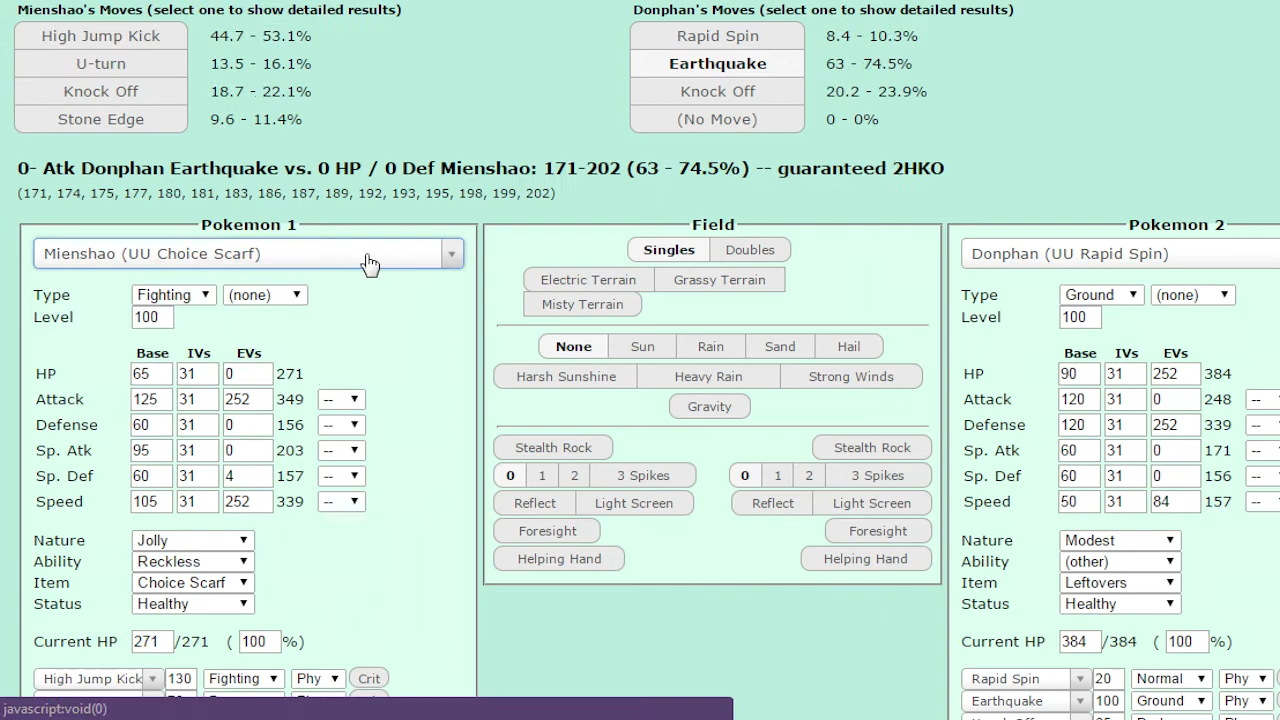 Mienshao's Moves (select one to show detailed results) Donphan's Moves (select one to show detailed results)
High Jump Kick 44.7 - 53.1% Rapid Spin 8.4 - 10.3%
U-turn 13.5 - 16.1% Earthquake 63 - 74.5%
Knock Off 18.7 - 22.1% Knock Off 20.2 - 23.9%
Stone Edge 9.6 - 11.4% (No Move) 0 - 0%
0- Atk Donphan Earthquake vs. 0 HP / 0 Def Mienshao: 171-202 (63 - 74.5%) -- guaranteed 2HKO
(171, 174, 175, 177, 180, 181, 183, 186, 187, 189, 192, 193, 195, 198, 199, 202)
Pokemon 1
Mienshao (UU Choice Scarf)
Type Fighting (none)
Level 100
Base IVs EVs
HP 65 31 0 271
Attack 125 31 252 349 --
Defense 60 31 0 156 --
Sp. Atk 95 31 0 203 --
Sp. Def 60 31 4 157 --
Speed 105 31 252 339 --
Nature Jolly
Ability Reckless
Item Choice Scarf
Status Healthy
Current HP 271 /271 ( 100 %)
High Jump Kick 130 Fighting Phy Crit
Field
Singles Doubles
Electric Terrain Grassy Terrain
Misty Terrain
None Sun Rain Sand Hail
Harsh Sunshine Heavy Rain Strong Winds
Gravity
Stealth Rock Stealth Rock
0 1 2 3 Spikes 0 1 2 3 Spikes
Reflect Light Screen Reflect Light Screen
Foresight Foresight
Helping Hand Helping Hand
Pokemon 2
Donphan (UU Rapid Spin)
Type Ground (none)
Level 100
Base IVs EVs
HP 90 31 252 384
Attack 120 31 0 248 --
Defense 120 31 252 339 --
Sp. Atk 60 31 0 171 --
Sp. Def 60 31 0 156 --
Speed 50 31 84 157 --
Nature Modest
Ability (other)
Item Leftovers
Status Healthy
Current HP 384 /384 ( 100 %)
Rapid Spin 20 Normal Phy
Earthquake 100 Ground Phy
javascript:void(0)